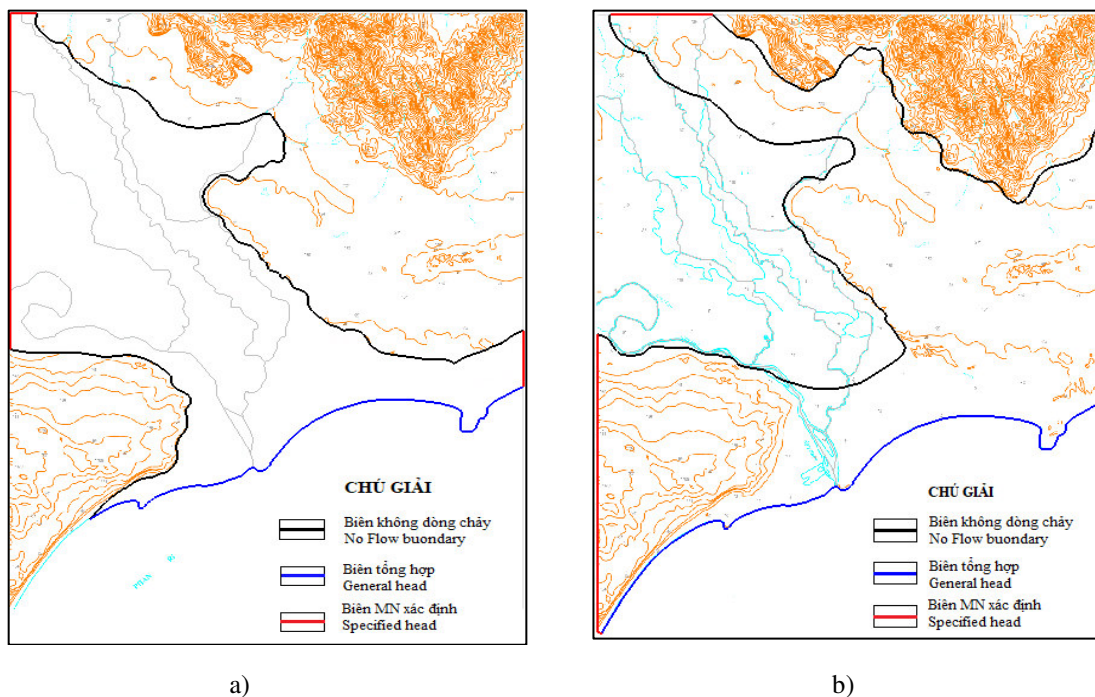 CHÚ GIẢI
Biên không dòng chảy
No Flow buondary
Biên tổng hợp
General head
Biên MN xác định
Specified head
CHÚ GIẢI
Biên không dòng chảy
No Flow buondary
Biên tổng hợp
General head
Biên MN xác định
Specified head
a)
b)